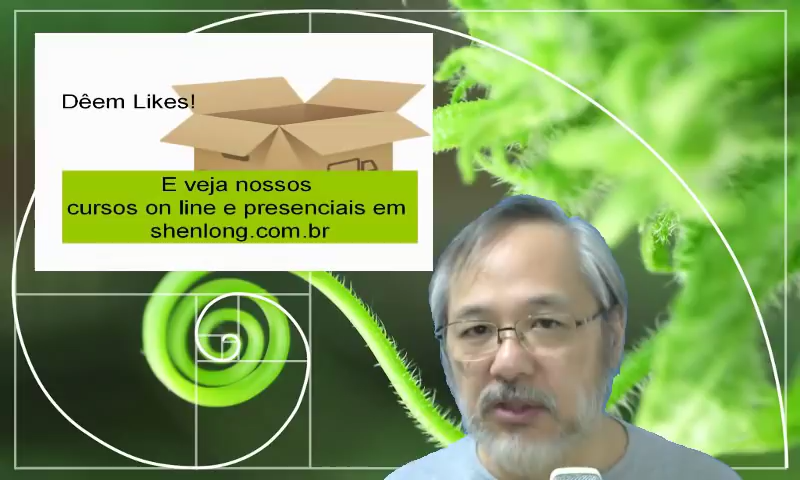 Dêem Likes!
E veja nossos
cursos on line e presenciais em
shenlong.com.br